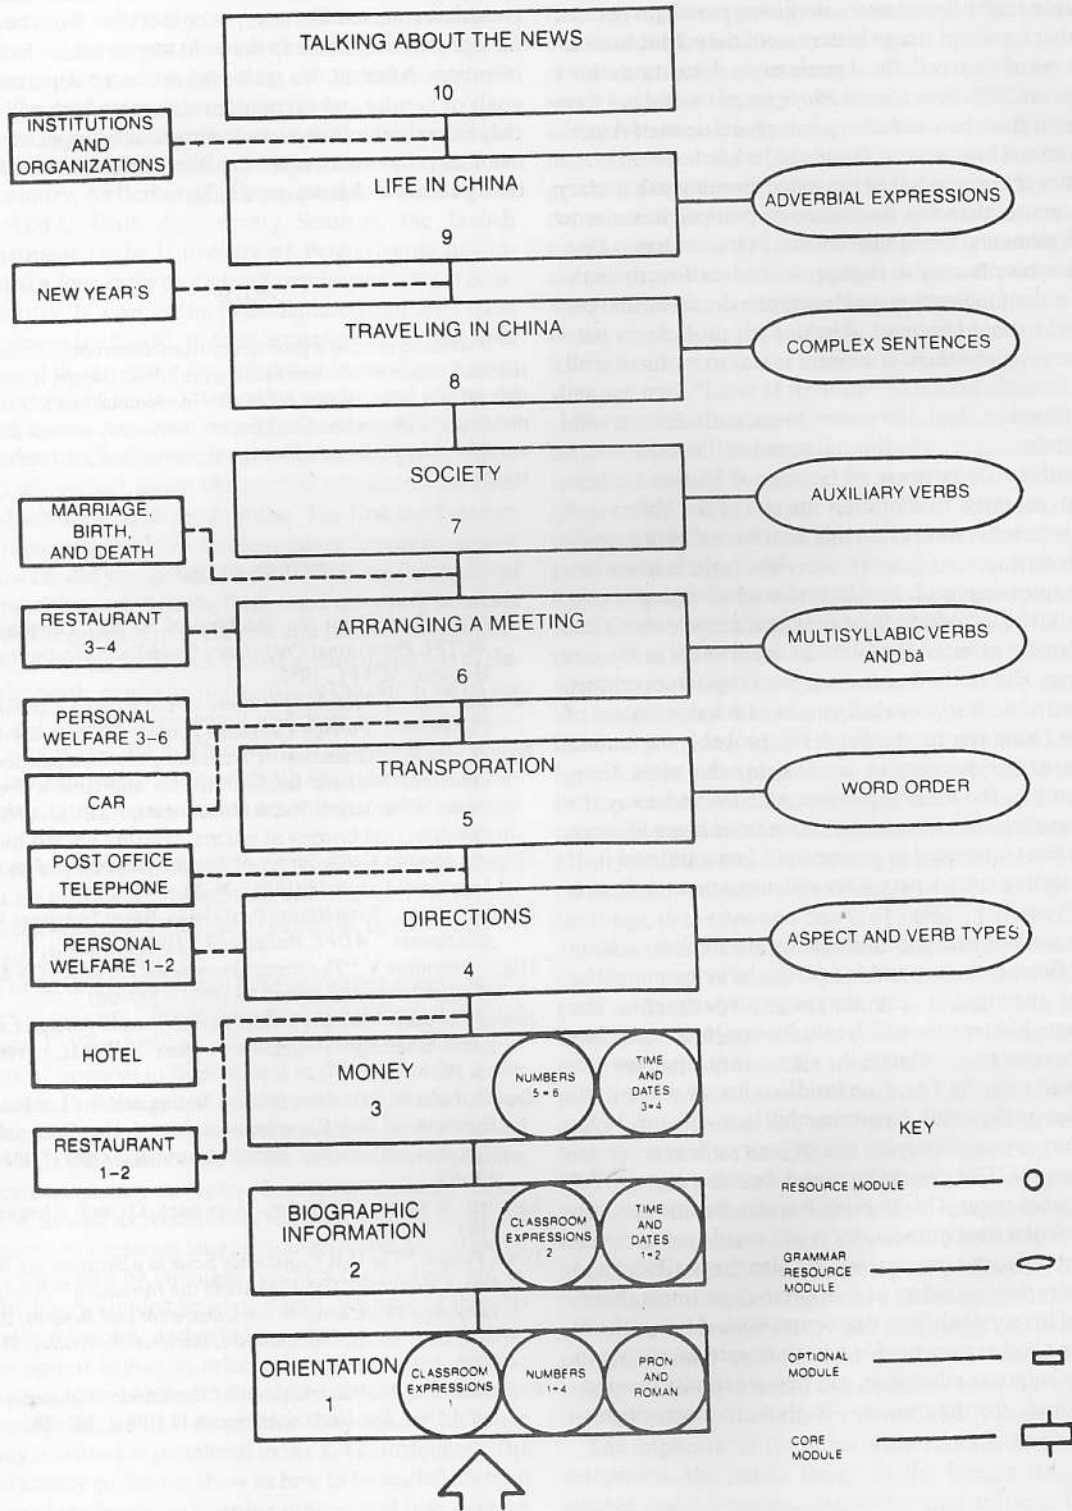 TALKING ABOUT THE NEWS
10
INSTITUTIONS
AND
ORGANIZATIONS
LIFE IN CHINA
9
ADVERBIAL EXPRESSIONS
NEW YEAR'S
TRAVELING IN CHINA
8
COMPLEX SENTENCES
SOCIETY
7
AUXILIARY VERBS
MARRIAGE,
BIRTH,
AND DEATH
RESTAURANT
3-4
ARRANGING A MEETING
6
MULTISYLLABIC VERBS
AND bǎ
PERSONAL
WELFARE 3-6
CAR
TRANSPORATION
5
WORD ORDER
POST OFFICE
TELEPHONE
DIRECTIONS
4
ASPECT AND VERB TYPES
PERSONAL
WELFARE 1-2
HOTEL
RESTAURANT
1-2
MONEY
3
NUMBERS
5-6
TIME
AND
DATES
3-4
BIOGRAPHIC
INFORMATION
2
CLASSROOM
EXPRESSIONS
2
TIME
AND
DATES
1-2
ORIENTATION
1
CLASSROOM
EXPRESSIONS
1
NUMBERS
1-4
PRON
AND
ROMAN
KEY
RESOURCE MODULE
GRAMMAR
RESOURCE
MODULE
OPTIONAL
MODULE
CORE
MODULE